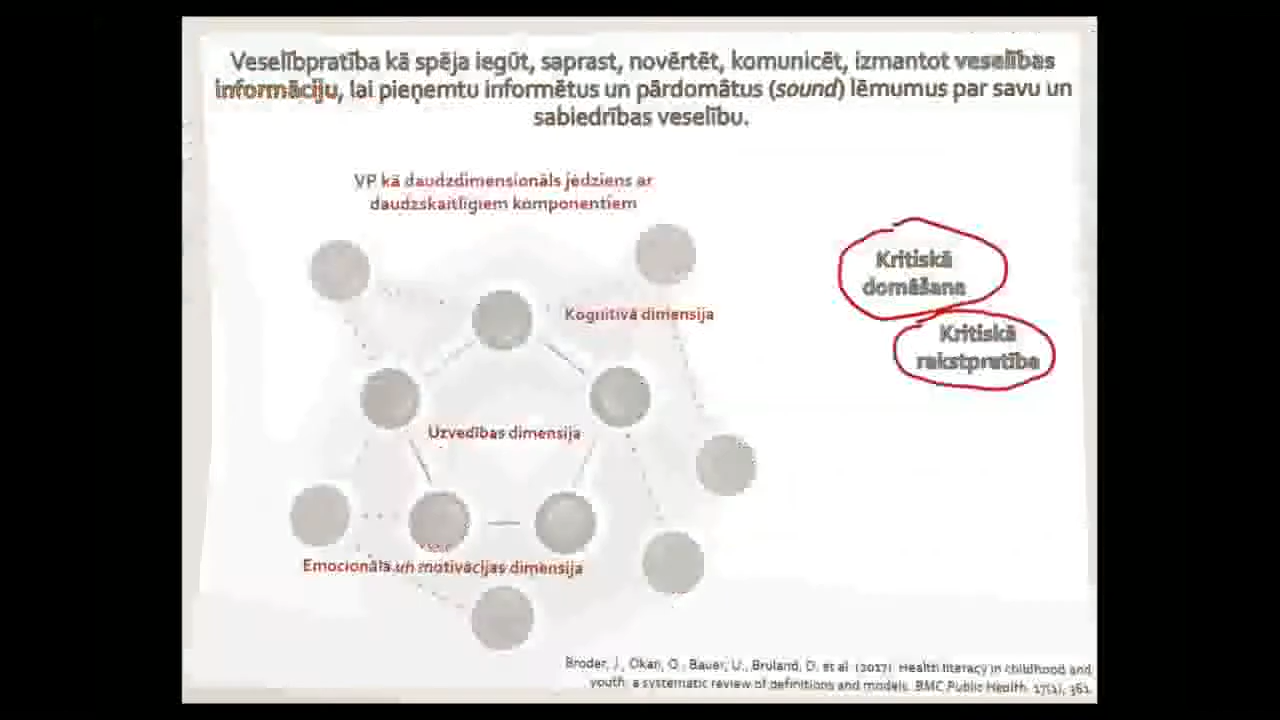 Veselībpratība kā spēja iegūt, saprast, novērtēt, komunicēt, izmantot veselības
informāciju, lai pieņemtu informētus un pārdomātus (sound) lēmumus par savu un
sabiedrības veselību.
VP kā daudzdimensionāls jēdziens ar
daudzskaitlīgiem komponentiem
Kritiskā
domāšana
Kognitīvā dimensija
Kritiskā
rakstpratība
Uzvedības dimensija
Emocionāla un motivācijas dimensija
Broder, J., Okan, O., Bauer, U., Bruland, D. et al. (2017). Health literacy in childhood and
youth: a systematic review of definitions and models. BMC Public Health. 17(1), 361.